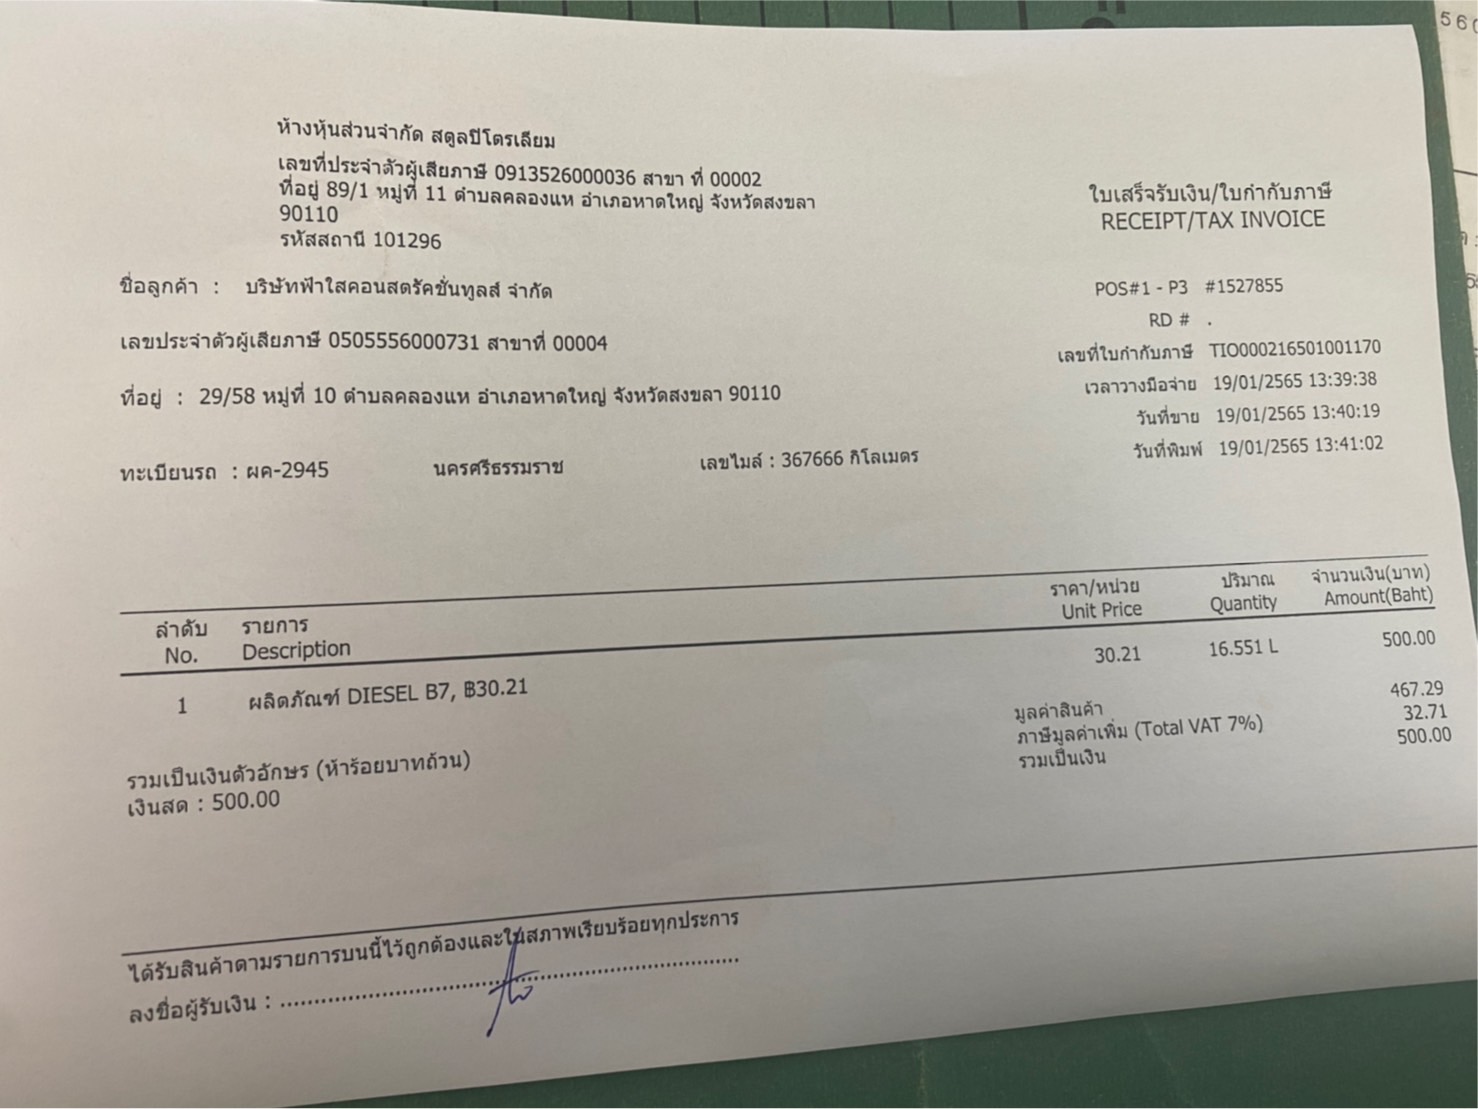 ห้างหุ้นส่วนจำกัด สตูลปิโตรเลียม
เลขที่ประจำตัวผู้เสียภาษี 0913526000036 สาขา ที่ 00002
ที่อยู่ 89/1 หมู่ที่ 11 ตำบลคลองแห อำเภอหาดใหญ่ จังหวัดสงขลา
90110
รหัสสถานี 101296
ใบเสร็จรับเงิน/ใบกำกับภาษี
RECEIPT/TAX INVOICE
ชื่อลูกค้า : บริษัทฟ้าใสคอนสตรัคชั่นทูลส์ จำกัด
เลขประจำตัวผู้เสียภาษี 0505556000731 สาขาที่ 00004
ที่อยู่ : 29/58 หมู่ที่ 10 ตำบลคลองแห อำเภอหาดใหญ่ จังหวัดสงขลา 90110
ทะเบียนรถ : ผค-2945 นครศรีธรรมราช เลขไมล์ : 367666 กิโลเมตร
POS#1 - P3 #1527855
RD # .
เลขที่ใบกำกับภาษี TIO000216501001170
เวลาวางมือจ่าย 19/01/2565 13:39:38
วันที่ขาย 19/01/2565 13:40:19
วันที่พิมพ์ 19/01/2565 13:41:02
ลำดับ รายการ ราคา/หน่วย ปริมาณ จำนวนเงิน(บาท)
No. Description Unit Price Quantity Amount(Baht)
1 ผลิตภัณฑ์ DIESEL B7, ฿30.21 30.21 16.551 L 500.00
มูลค่าสินค้า 467.29
ภาษีมูลค่าเพิ่ม (Total VAT 7%) 32.71
รวมเป็นเงิน 500.00
รวมเป็นเงินตัวอักษร (ห้าร้อยบาทถ้วน)
เงินสด : 500.00
ได้รับสินค้าตามรายการบนนี้ไว้ถูกต้องและในสภาพเรียบร้อยทุกประการ
ลงชื่อผู้รับเงิน : ......................................................................
560